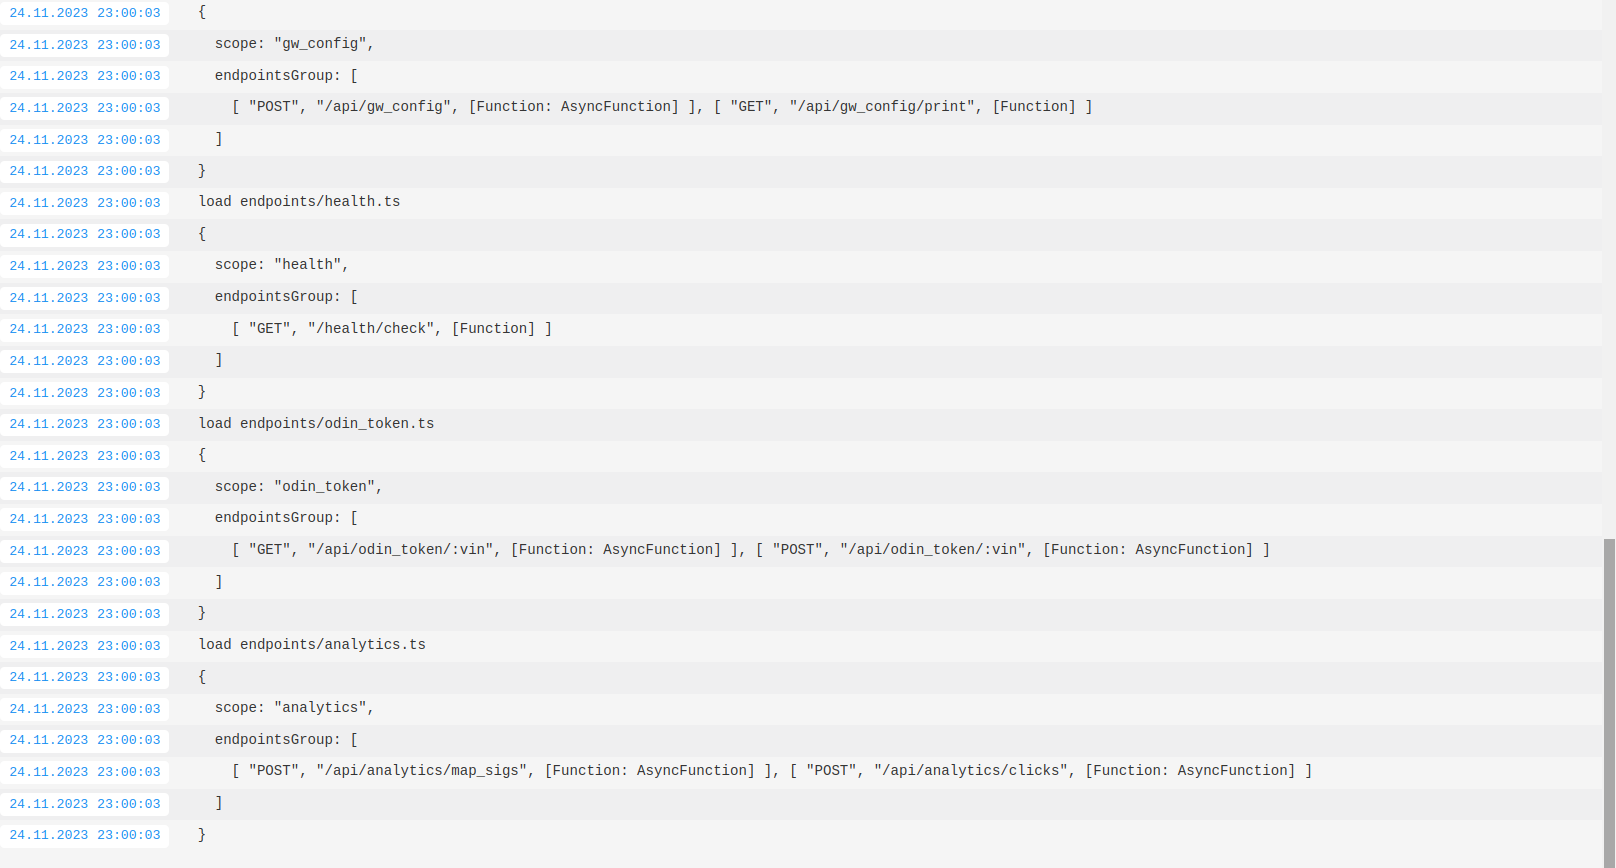 24.11.2023 23:00:03 {
24.11.2023 23:00:03   scope: "gw_config",
24.11.2023 23:00:03   endpointsGroup: [
24.11.2023 23:00:03     [ "POST", "/api/gw_config", [Function: AsyncFunction] ], [ "GET", "/api/gw_config/print", [Function] ]
24.11.2023 23:00:03   ]
24.11.2023 23:00:03 }
24.11.2023 23:00:03 load endpoints/health.ts
24.11.2023 23:00:03 {
24.11.2023 23:00:03   scope: "health",
24.11.2023 23:00:03   endpointsGroup: [
24.11.2023 23:00:03     [ "GET", "/health/check", [Function] ]
24.11.2023 23:00:03   ]
24.11.2023 23:00:03 }
24.11.2023 23:00:03 load endpoints/odin_token.ts
24.11.2023 23:00:03 {
24.11.2023 23:00:03   scope: "odin_token",
24.11.2023 23:00:03   endpointsGroup: [
24.11.2023 23:00:03     [ "GET", "/api/odin_token/:vin", [Function: AsyncFunction] ], [ "POST", "/api/odin_token/:vin", [Function: AsyncFunction] ]
24.11.2023 23:00:03   ]
24.11.2023 23:00:03 }
24.11.2023 23:00:03 load endpoints/analytics.ts
24.11.2023 23:00:03 {
24.11.2023 23:00:03   scope: "analytics",
24.11.2023 23:00:03   endpointsGroup: [
24.11.2023 23:00:03     [ "POST", "/api/analytics/map_sigs", [Function: AsyncFunction] ], [ "POST", "/api/analytics/clicks", [Function: AsyncFunction] ]
24.11.2023 23:00:03   ]
24.11.2023 23:00:03 }